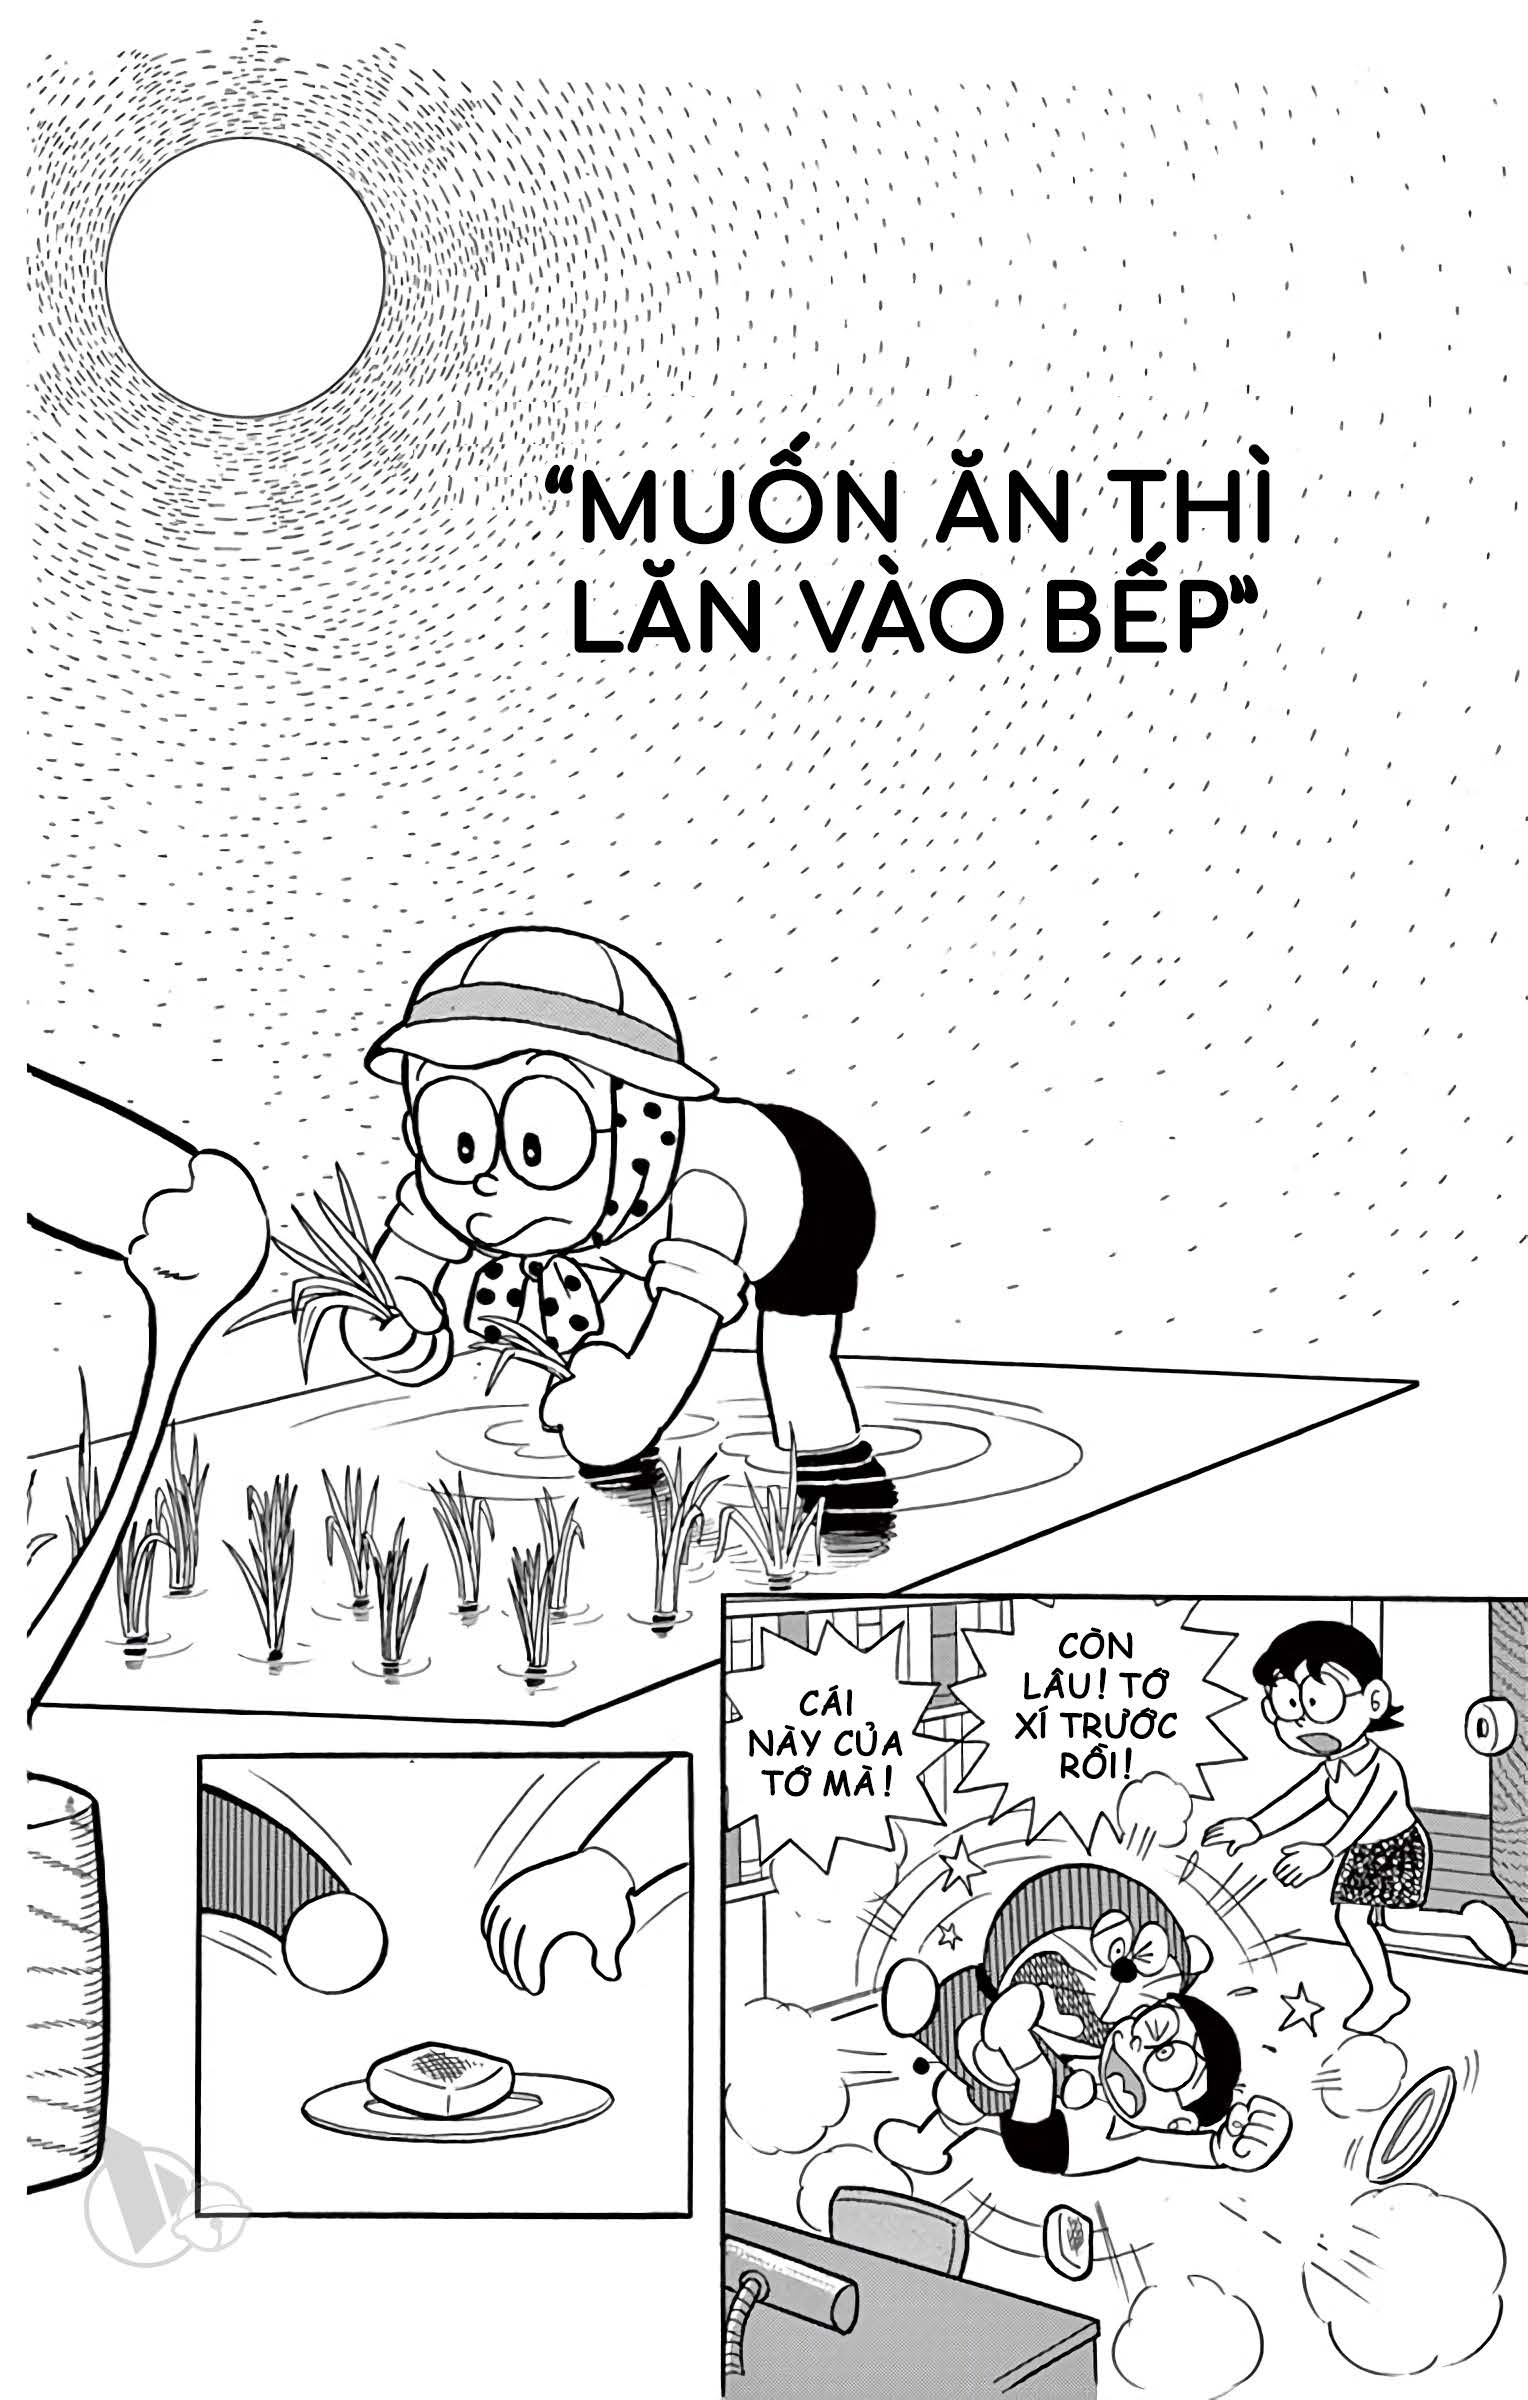 “MUỐN ĂN THÌ
LĂN VÀO BẾP“
CÁI
NÀY CỦA
TỚ MÀ!
CÒN
LÂU! TỚ
XÍ TRƯỚC
RỒI!